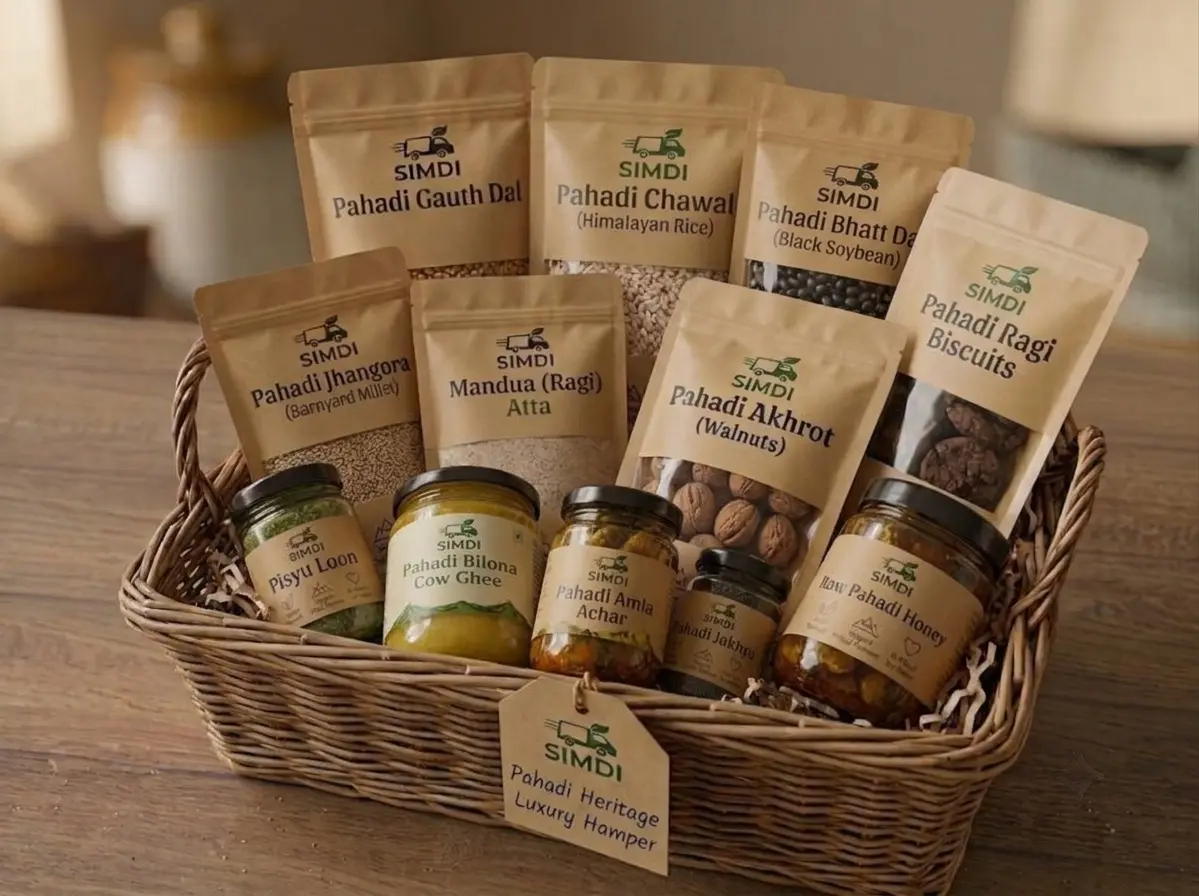 SIMDI
Pahadi Gauth Dal
SIMDI
Pahadi Chawal
(Himalayan Rice)
SIMDI
Pahadi Bhatt Da
(Black Soybean)
SIMDI
Pahadi Ragi
Biscuits
SIMDI
Pahadi Jhangora
(Barnyard Millet)
SIMDI
Mandua (Ragi)
Atta
SIMDI
Pahadi Akhrot
(Walnuts)
SIMDI
Pisyu Loon
SIMDI
Pahadi Bilona
Cow Ghee
SIMDI
Pahadi Amla
Achar
SIMDI
Pahadi Jakhya
SIMDI
Pahadi Honey
SIMDI
Pahadi Heritage
Luxury Hamper